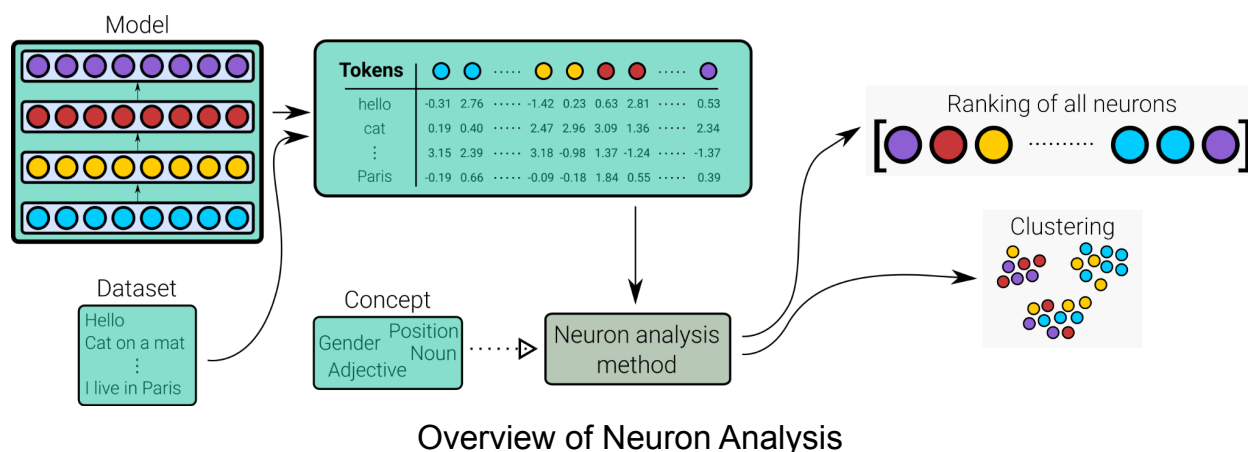 Model
Tokens
hello -0.31 2.76 ····· -1.42 0.23 0.63 2.81 ····· 0.53
cat 0.19 0.40 ····· 2.47 2.96 3.09 1.36 ····· 2.34
⋮ 3.15 2.39 ····· 3.18 -0.98 1.37 -1.24 ····· -1.37
Paris -0.19 0.66 ····· -0.09 -0.18 1.84 0.55 ····· 0.39
Ranking of all neurons
Clustering
Dataset
Hello
Cat on a mat
⋮
I live in Paris
Concept
Position
Gender
Noun
Adjective
Neuron analysis
method
Overview of Neuron Analysis